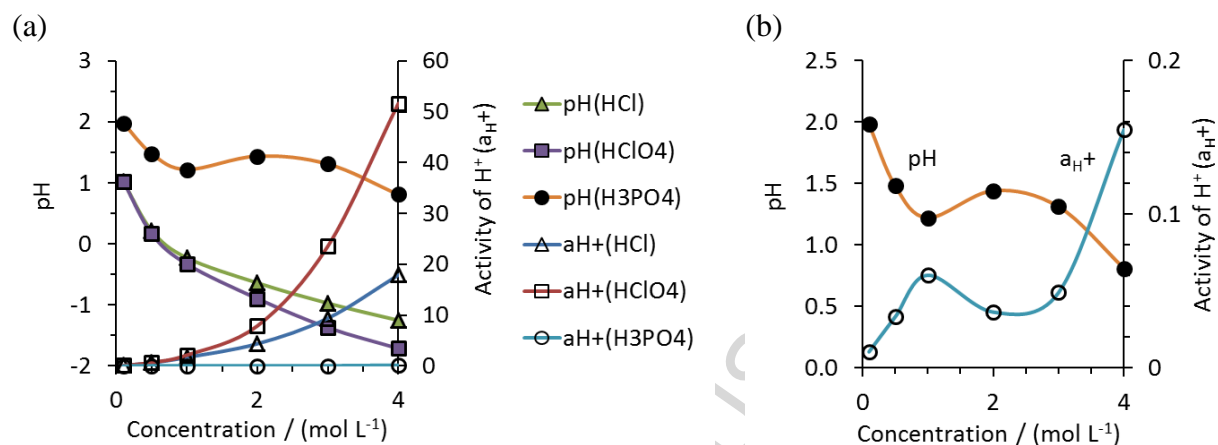 (a)
3
2
1
0
-1
-2
pH
0
2
4
Concentration / (mol L⁻¹)
60
50
40
30
20
10
0
Activity of H⁺ (aH+)
pH(HCl)
pH(HClO4)
pH(H3PO4)
aH+(HCl)
aH+(HClO4)
aH+(H3PO4)
(b)
2.5
2.0
1.5
1.0
0.5
0.0
pH
pH
aH+
0
1
2
3
4
Concentration / (mol L⁻¹)
0.2
0.1
0
Activity of H⁺ (aH+)